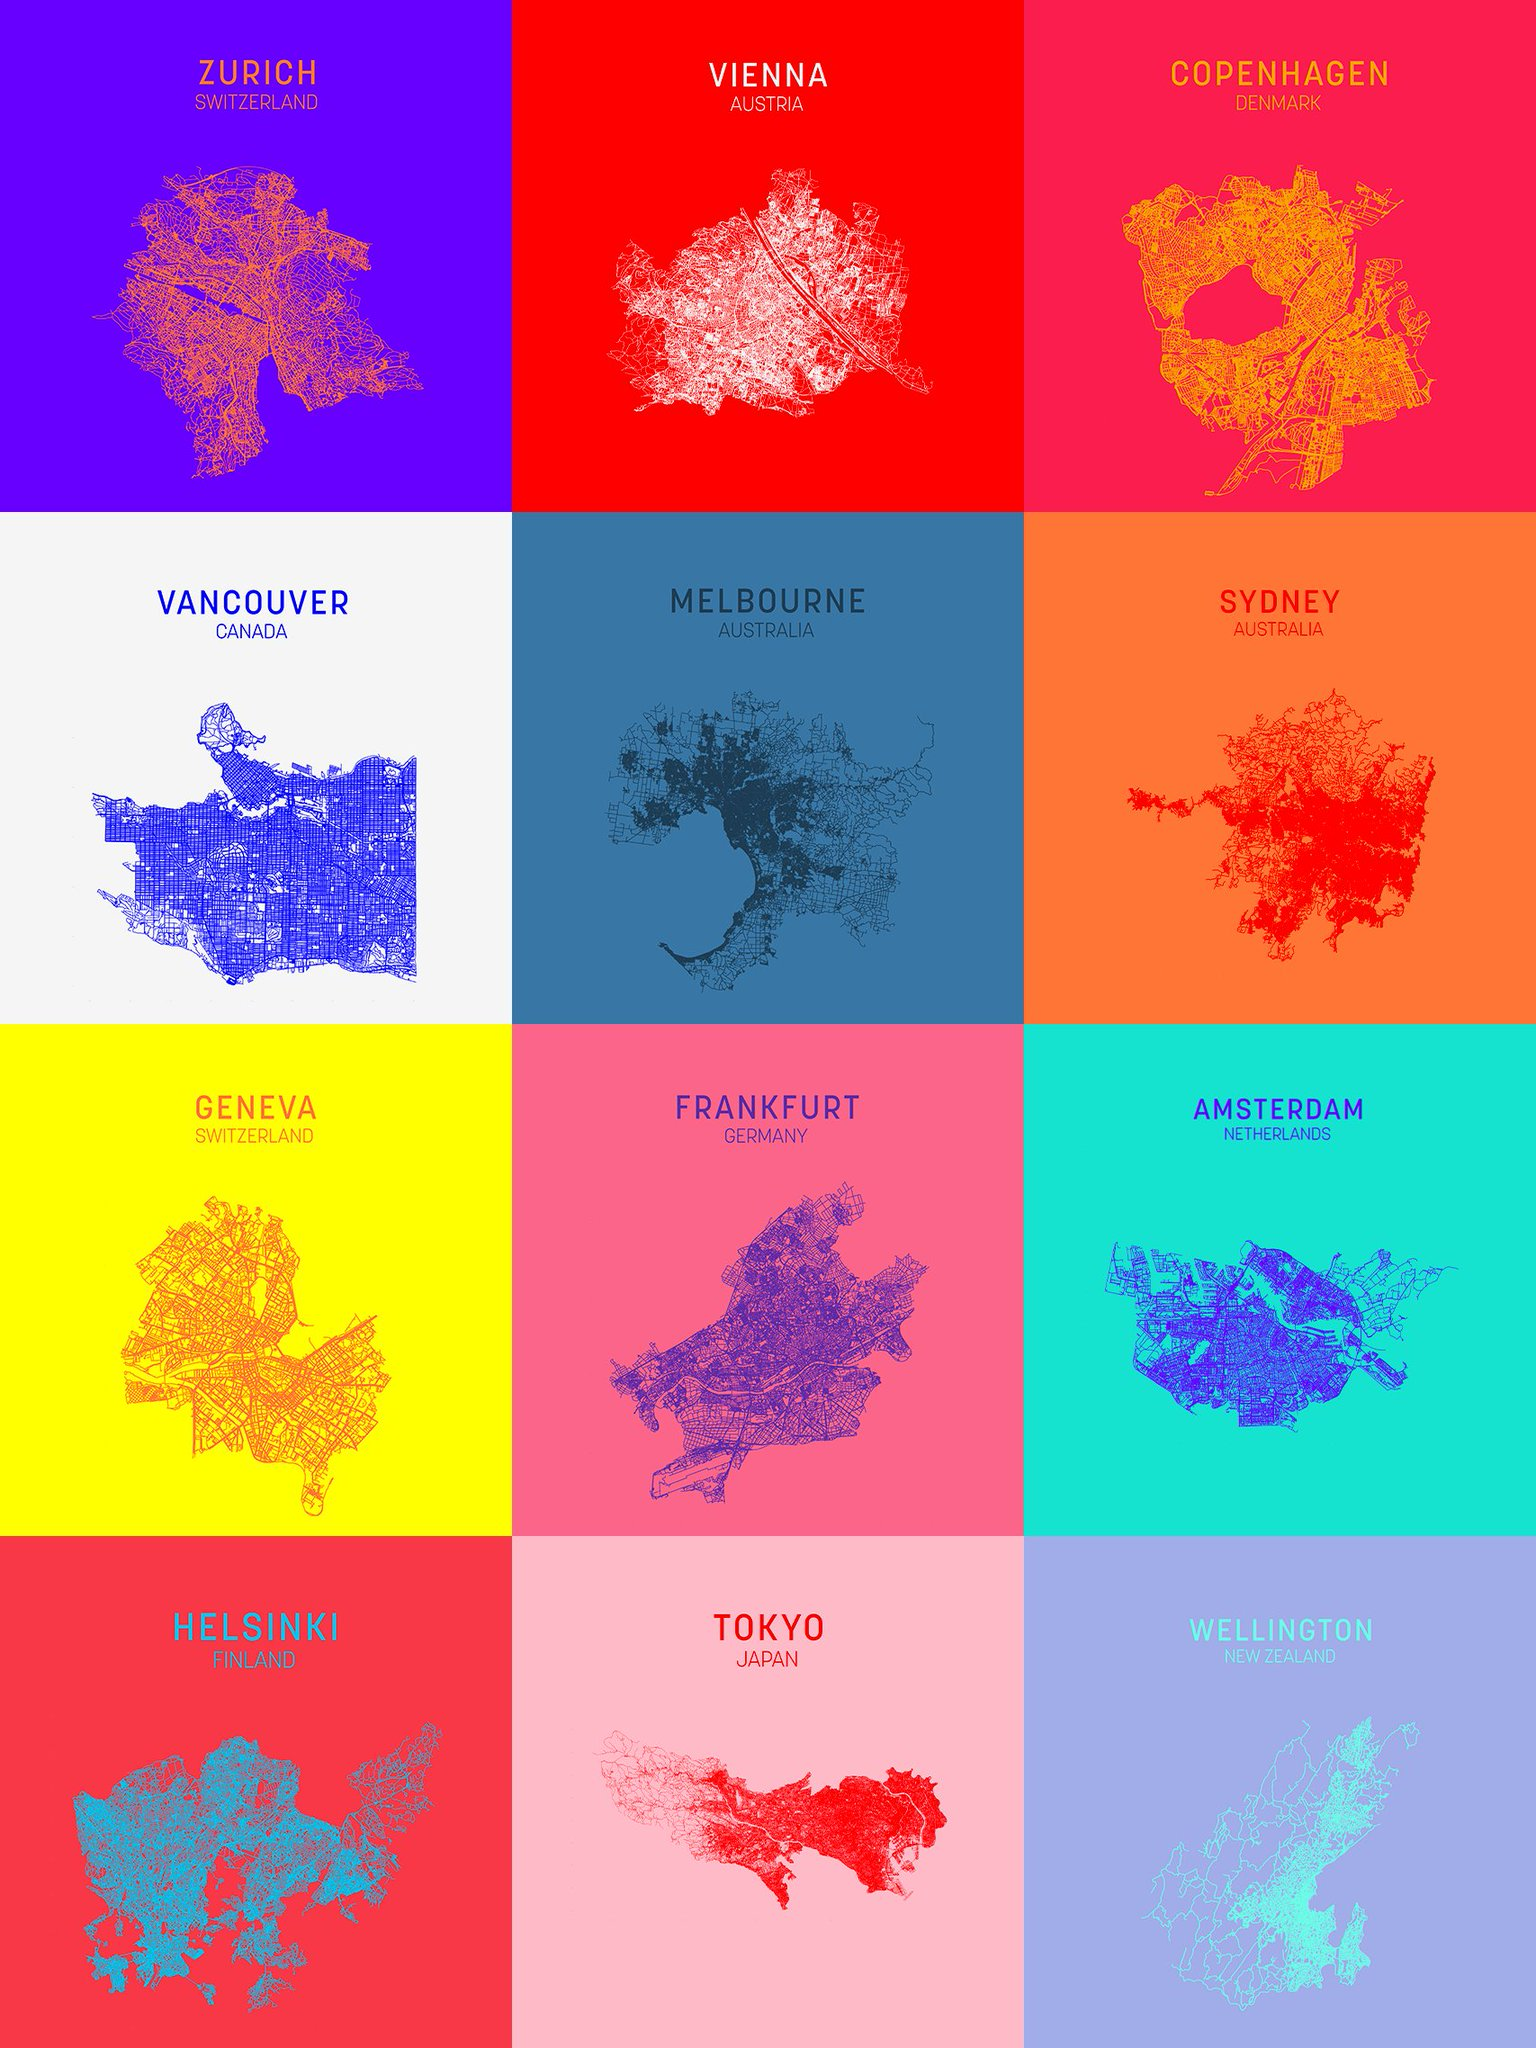 ZURICH
SWITZERLAND
VIENNA
AUSTRIA
COPENHAGEN
DENMARK
VANCOUVER
CANADA
MELBOURNE
AUSTRALIA
SYDNEY
AUSTRALIA
GENEVA
SWITZERLAND
FRANKFURT
GERMANY
AMSTERDAM
NETHERLANDS
HELSINKI
FINLAND
TOKYO
JAPAN
WELLINGTON
NEW ZEALAND